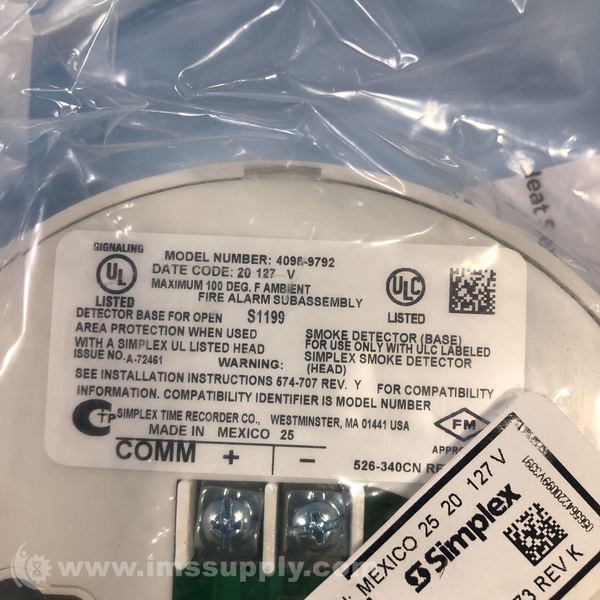 SIGNALING
UL
LISTED
MODEL NUMBER: 4098-9792
DATE CODE: 20 127 V
MAXIMUM 100 DEG. F AMBIENT
FIRE ALARM SUBASSEMBLY
ULC
LISTED
DETECTOR BASE FOR OPEN S1199
AREA PROTECTION WHEN USED
WITH A SIMPLEX UL LISTED HEAD
ISSUE NO. A-72461
SMOKE DETECTOR (BASE)
FOR USE ONLY WITH ULC LABELED
WARNING: SIMPLEX SMOKE DETECTOR
(HEAD)
SEE INSTALLATION INSTRUCTIONS 574-707 REV. Y FOR COMPATIBILITY
INFORMATION. COMPATIBILITY IDENTIFIER IS MODEL NUMBER
SIMPLEX TIME RECORDER CO., WESTMINSTER, MA 01441 USA
MADE IN MEXICO 25
FM
COMM + -
526-340CN
MEXICO 25 20 127 V
Simplex
REV K
www.imssupply.com